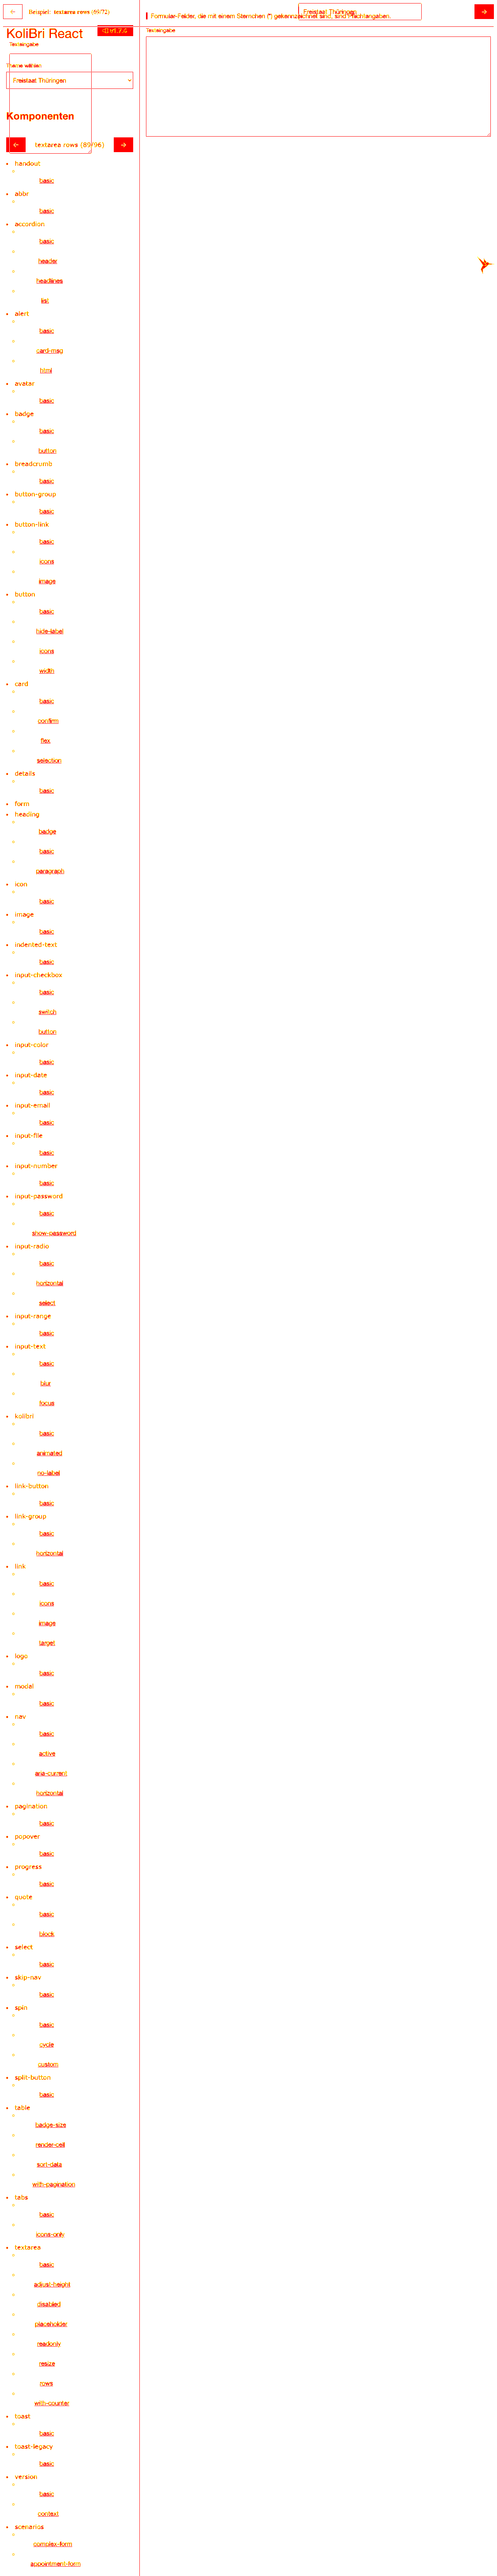 Beispiel textarea rows
Freistaat Thüringen
Formular-Felder, die mit einem Sternchen (*) gekennzeichnet sind, sind Pflichtangaben.
KoliBri React
Texteingabe
Texteingabe
Theme wählen
Freistaat Thüringen
Komponenten
textarea rows
handout
basic
abbr
basic
accordion
basic
header
headlines
list
alert
basic
card-msg
html
avatar
basic
badge
basic
button
breadcrumb
basic
button-group
basic
button-link
basic
icons
image
button
basic
hide-label
icons
width
card
basic
confirm
flex
selection
details
basic
form
heading
badge
basic
paragraph
icon
basic
image
basic
indented-text
basic
input-checkbox
basic
switch
button
input-color
basic
input-date
basic
input-email
basic
input-file
basic
input-number
basic
input-password
basic
show-password
input-radio
basic
horizontal
select
input-range
basic
input-text
basic
blur
focus
kolibri
basic
animated
no-label
link-button
basic
link-group
basic
horizontal
link
basic
icons
image
target
logo
basic
modal
basic
nav
basic
active
aria-current
horizontal
pagination
basic
popover
basic
progress
basic
quote
basic
block
select
basic
skip-nav
basic
spin
basic
cycle
custom
split-button
basic
table
badge-size
render-cell
sort-data
with-pagination
tabs
basic
icons-only
textarea
basic
adjust-height
disabled
placeholder
readonly
resize
rows
with-counter
toast
basic
toast-legacy
basic
version
basic
context
scenarios
complex-form
appointment-form